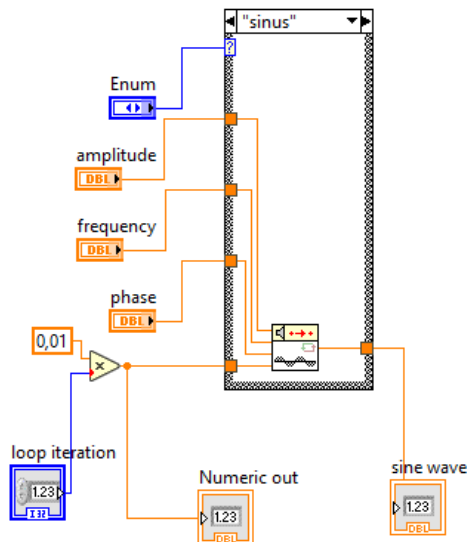 "sinus"
?
Enum
amplitude
DBL
frequency
DBL
phase
DBL
0,01
x
loop iteration
1.23
I32
Numeric out
1.23
DBL
sine wave
1.23
DBL